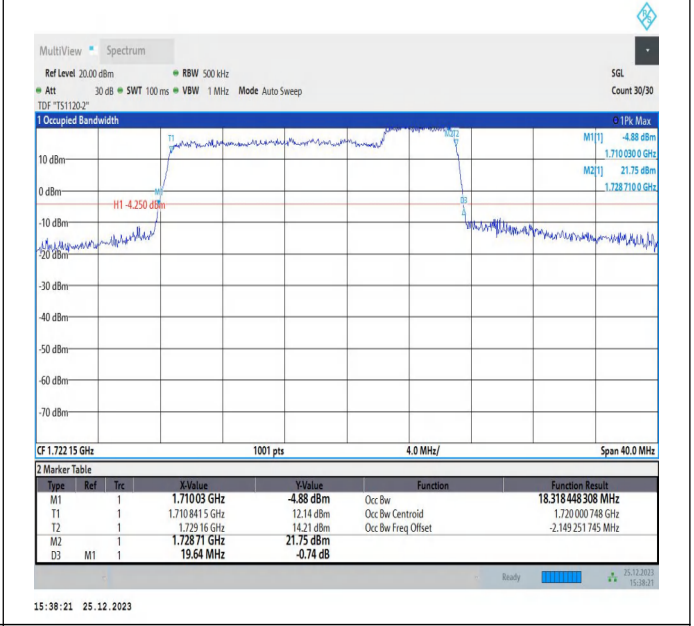 R S
MultiView Spectrum
Ref Level 20.00 dBm RBW 500 kHz SGL
Att 30 dB SWT 100 ms VBW 1 MHz Mode Auto Sweep Count 30/30
TDF "TS1120-2"
1 Occupied Bandwidth 1Pk Max
M1[1] -4.88 dBm
1.710 030 0 GHz
M2[1] 21.75 dBm
1.728 710 0 GHz
T1
M2 T2
10 dBm
0 dBm
M1
D3
H1 -4.250 dBm
-10 dBm
-20 dBm
-30 dBm
-40 dBm
-50 dBm
-60 dBm
-70 dBm
CF 1.722 15 GHz 1001 pts 4.0 MHz/ Span 40.0 MHz
2 Marker Table
Type Ref Trc X-Value Y-Value Function Function Result
M1 1 1.710 03 GHz -4.88 dBm Occ Bw 18.318 448 308 MHz
T1 1 1.710 841 5 GHz 12.14 dBm Occ Bw Centroid 1.720 000 748 GHz
T2 1 1.729 16 GHz 14.21 dBm Occ Bw Freq Offset -2.149 251 745 MHz
M2 1 1.728 71 GHz 21.75 dBm
D3 M1 1 19.64 MHz -0.74 dB
Ready 25.12.2023
15:38:21
15:38:21 25.12.2023